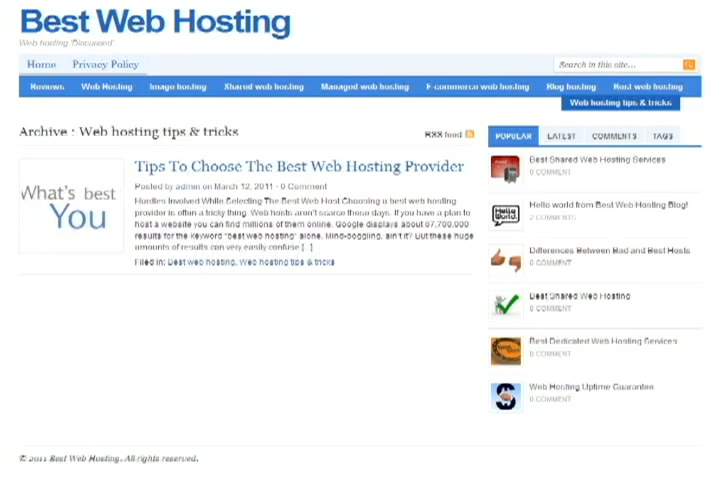 Best Web Hosting
Web hosting 'Discussed'
Home Privacy Policy
Search in this site...
Reviews Web Hosting Image hosting Shared web hosting Managed web hosting E-commerce web hosting Blog hosting Best web hosting
Web hosting tips & tricks
Archive : Web hosting tips & tricks
RSS feed
POPULAR LATEST COMMENTS TAGS
What's best
You
Tips To Choose The Best Web Hosting Provider
Posted by admin on March 12, 2011 - 0 Comment
Hurdles Involved While Selecting The Best Web Host Choosing a best web hosting
provider is often a tricky thing. Web hosts aren't scarce these days. If you have a plan to
host a website you can find millions of them online. Google displays about 67,700,000
results for the keyword "best web hosting" alone. Mind-boggling, ain't it? But these huge
amounts of results can very easily confuse [...]
Filed in: Best web hosting, Web hosting tips & tricks
Best Shared Web Hosting Services
0 COMMENT
Hello World.
Hello world from Best Web Hosting Blog!
2 COMMENTS
Differences Between Bad and Best Hosts
0 COMMENT
Best Shared Web Hosting
0 COMMENT
Best Dedicated Web Hosting Services
0 COMMENT
Web Hosting Uptime Guarantee
0 COMMENT
© 2011 Best Web Hosting. All rights reserved.